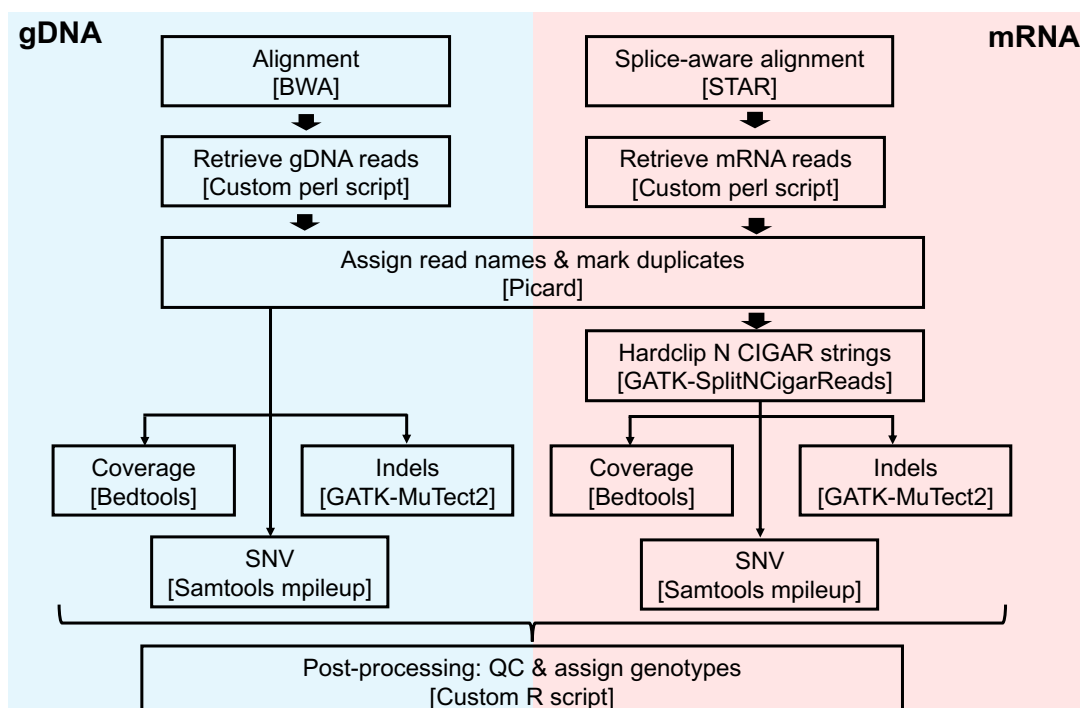 gDNA
mRNA
Alignment
[BWA]
Splice-aware alignment
[STAR]
Retrieve gDNA reads
[Custom perl script]
Retrieve mRNA reads
[Custom perl script]
Assign read names & mark duplicates
[Picard]
Hardclip N CIGAR strings
[GATK-SplitNCigarReads]
Coverage
[Bedtools]
Indels
[GATK-MuTect2]
Coverage
[Bedtools]
Indels
[GATK-MuTect2]
SNV
[Samtools mpileup]
SNV
[Samtools mpileup]
Post-processing: QC & assign genotypes
[Custom R script]